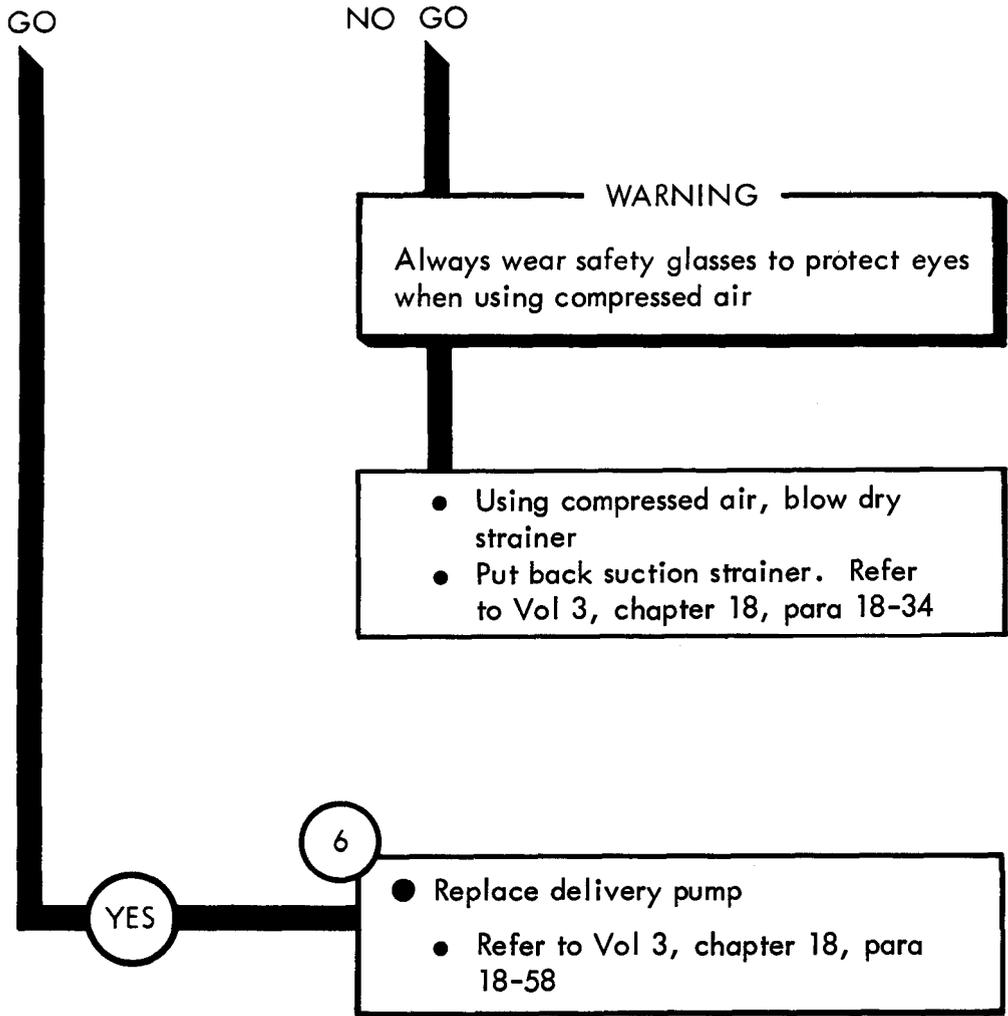 GO
NO GO
WARNING
Always wear safety glasses to protect eyes
when using compressed air
• Using compressed air, blow dry
strainer
• Put back suction strainer. Refer
to Vol 3, chapter 18, para 18-34
6
YES
● Replace delivery pump
• Refer to Vol 3, chapter 18, para
18-58